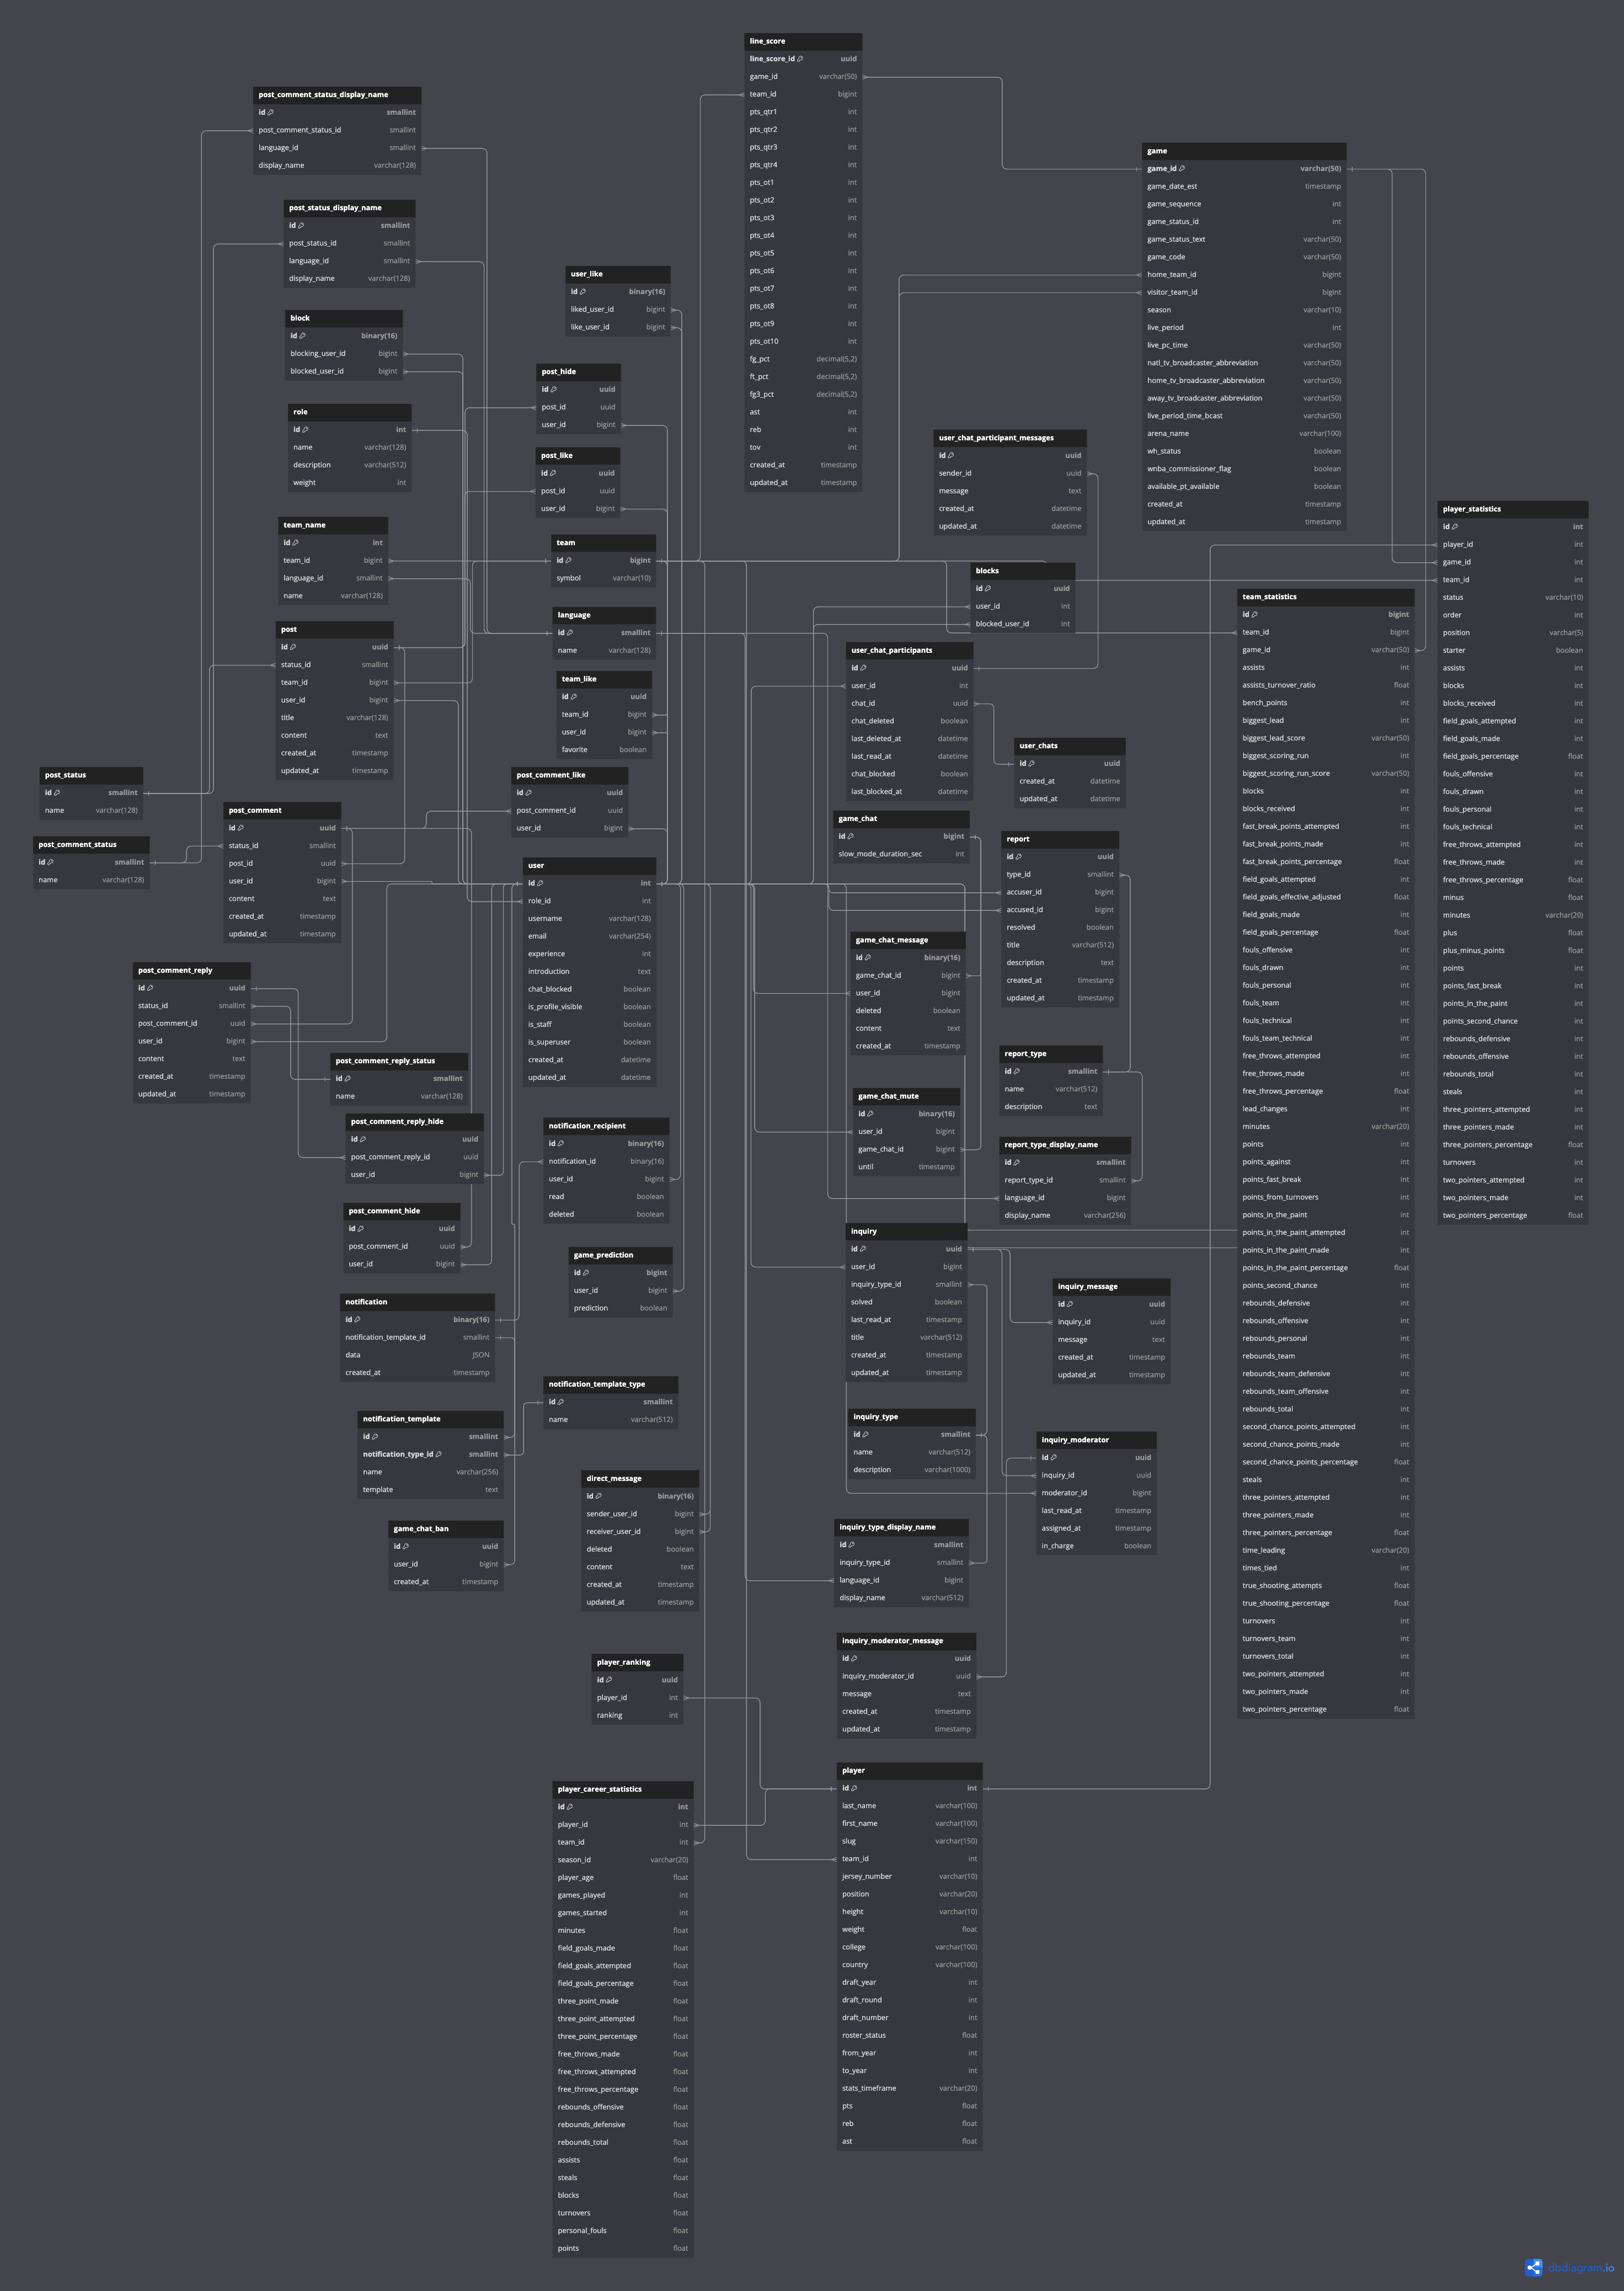 line_score
line_score_id uuid
game_id varchar(50)
team_id bigint
pts_qtr1 int
pts_qtr2 int
pts_qtr3 int
pts_qtr4 int
pts_ot1 int
pts_ot2 int
pts_ot3 int
pts_ot4 int
pts_ot5 int
pts_ot6 int
pts_ot7 int
pts_ot8 int
pts_ot9 int
pts_ot10 int
fg_pct decimal(5,2)
ft_pct decimal(5,2)
fg3_pct decimal(5,2)
ast int
reb int
tov int
created_at timestamp
updated_at timestamp
post_comment_status_display_name
id smallint
post_comment_status_id smallint
language_id smallint
display_name varchar(128)
game
game_id varchar(50)
game_date_est timestamp
game_sequence int
game_status_id int
game_status_text varchar(50)
game_code varchar(50)
home_team_id bigint
visitor_team_id bigint
season varchar(10)
live_period int
live_pc_time varchar(50)
natl_tv_broadcaster_abbreviation varchar(50)
home_tv_broadcaster_abbreviation varchar(50)
away_tv_broadcaster_abbreviation varchar(50)
live_period_time_bcast varchar(50)
arena_name varchar(100)
wh_status boolean
wnba_commissioner_flag boolean
available_pt_available boolean
created_at timestamp
updated_at timestamp
post_status_display_name
id smallint
post_status_id smallint
language_id smallint
display_name varchar(128)
user_like
id binary(16)
liked_user_id bigint
like_user_id bigint
block
id binary(16)
blocking_user_id bigint
blocked_user_id bigint
post_hide
id uuid
post_id uuid
user_id bigint
role
id int
name varchar(128)
description varchar(512)
weight int
user_chat_participant_messages
id uuid
sender_id uuid
message text
created_at datetime
updated_at datetime
post_like
id uuid
post_id uuid
user_id bigint
player_statistics
id int
player_id int
game_id int
team_id int
status varchar(10)
order int
position varchar(5)
starter boolean
assists int
blocks int
blocks_received int
field_goals_attempted int
field_goals_made int
field_goals_percentage float
fouls_offensive int
fouls_drawn int
fouls_personal int
fouls_technical int
free_throws_attempted int
free_throws_made int
free_throws_percentage float
minus float
minutes varchar(20)
plus float
plus_minus_points float
points int
points_fast_break int
points_in_the_paint int
points_second_chance int
rebounds_defensive int
rebounds_offensive int
rebounds_total int
steals int
three_pointers_attempted int
three_pointers_made int
three_pointers_percentage float
turnovers int
two_pointers_attempted int
two_pointers_made int
two_pointers_percentage float
team_name
id int
team_id bigint
language_id smallint
name varchar(128)
team
id bigint
symbol varchar(10)
blocks
id uuid
user_id int
blocked_user_id int
team_statistics
id bigint
team_id bigint
game_id varchar(50)
assists int
assists_turnover_ratio float
bench_points int
biggest_lead int
biggest_lead_score varchar(50)
biggest_scoring_run int
biggest_scoring_run_score varchar(50)
blocks int
blocks_received int
fast_break_points_attempted int
fast_break_points_made int
fast_break_points_percentage float
field_goals_attempted int
field_goals_effective_adjusted float
field_goals_made int
field_goals_percentage float
fouls_offensive int
fouls_drawn int
fouls_personal int
fouls_team int
fouls_technical int
fouls_team_technical int
free_throws_attempted int
free_throws_made int
free_throws_percentage float
lead_changes int
minutes varchar(20)
points int
points_against int
points_fast_break int
points_from_turnovers int
points_in_the_paint int
points_in_the_paint_attempted int
points_in_the_paint_made int
points_in_the_paint_percentage float
points_second_chance int
rebounds_defensive int
rebounds_offensive int
rebounds_personal int
rebounds_team int
rebounds_team_defensive int
rebounds_team_offensive int
rebounds_total int
second_chance_points_attempted int
second_chance_points_made int
second_chance_points_percentage float
steals int
three_pointers_attempted int
three_pointers_made int
three_pointers_percentage float
time_leading varchar(20)
times_tied int
true_shooting_attempts float
true_shooting_percentage float
turnovers int
turnovers_team int
turnovers_total int
two_pointers_attempted int
two_pointers_made int
two_pointers_percentage float
language
id smallint
name varchar(128)
post
id uuid
status_id smallint
team_id bigint
user_id bigint
title varchar(128)
content text
created_at timestamp
updated_at timestamp
user_chat_participants
id uuid
user_id int
chat_id uuid
chat_deleted boolean
last_deleted_at datetime
last_read_at datetime
chat_blocked boolean
last_blocked_at datetime
team_like
id uuid
team_id bigint
user_id bigint
favorite boolean
user_chats
id uuid
created_at datetime
updated_at datetime
post_status
id smallint
name varchar(128)
post_comment_like
id uuid
post_comment_id uuid
user_id bigint
post_comment
id uuid
status_id smallint
post_id uuid
user_id bigint
content text
created_at timestamp
updated_at timestamp
game_chat
id bigint
slow_mode_duration_sec int
post_comment_status
id smallint
name varchar(128)
report
id uuid
type_id smallint
accuser_id bigint
accused_id bigint
resolved boolean
title varchar(512)
description text
created_at timestamp
updated_at timestamp
user
id int
role_id int
username varchar(128)
email varchar(254)
experience int
introduction text
chat_blocked boolean
is_profile_visible boolean
is_staff boolean
is_superuser boolean
created_at datetime
updated_at datetime
game_chat_message
id binary(16)
game_chat_id bigint
user_id bigint
deleted boolean
content text
created_at timestamp
post_comment_reply
id uuid
status_id smallint
post_comment_id uuid
user_id bigint
content text
created_at timestamp
updated_at timestamp
report_type
id smallint
name varchar(512)
description text
post_comment_reply_status
id smallint
name varchar(128)
game_chat_mute
id binary(16)
user_id bigint
game_chat_id bigint
until timestamp
post_comment_reply_hide
id uuid
post_comment_reply_id uuid
user_id bigint
notification_recipient
id binary(16)
notification_id binary(16)
user_id bigint
read boolean
deleted boolean
report_type_display_name
id smallint
report_type_id smallint
language_id bigint
display_name varchar(256)
post_comment_hide
id uuid
post_comment_id uuid
user_id bigint
inquiry
id uuid
user_id bigint
inquiry_type_id smallint
solved boolean
last_read_at timestamp
title varchar(512)
created_at timestamp
updated_at timestamp
game_prediction
id bigint
user_id bigint
prediction boolean
inquiry_message
id uuid
inquiry_id uuid
message text
created_at timestamp
updated_at timestamp
notification
id binary(16)
notification_template_id smallint
data JSON
created_at timestamp
notification_template_type
id smallint
name varchar(512)
notification_template
id smallint
notification_type_id smallint
name varchar(256)
template text
inquiry_type
id smallint
name varchar(512)
description varchar(1000)
inquiry_moderator
id uuid
inquiry_id uuid
moderator_id bigint
last_read_at timestamp
assigned_at timestamp
in_charge boolean
direct_message
id binary(16)
sender_user_id bigint
receiver_user_id bigint
deleted boolean
content text
created_at timestamp
updated_at timestamp
game_chat_ban
id uuid
user_id bigint
created_at timestamp
inquiry_type_display_name
id smallint
inquiry_type_id smallint
language_id bigint
display_name varchar(512)
inquiry_moderator_message
id uuid
inquiry_moderator_id uuid
message text
created_at timestamp
updated_at timestamp
player_ranking
id uuid
player_id int
ranking int
player
id int
last_name varchar(100)
first_name varchar(100)
slug varchar(150)
team_id int
jersey_number varchar(10)
position varchar(20)
height varchar(10)
weight float
college varchar(100)
country varchar(100)
draft_year int
draft_round int
draft_number int
roster_status float
from_year int
to_year int
stats_timeframe varchar(20)
pts float
reb float
ast float
player_career_statistics
id int
player_id int
team_id int
season_id varchar(20)
player_age float
games_played int
games_started int
minutes float
field_goals_made float
field_goals_attempted float
field_goals_percentage float
three_point_made float
three_point_attempted float
three_point_percentage float
free_throws_made float
free_throws_attempted float
free_throws_percentage float
rebounds_offensive float
rebounds_defensive float
rebounds_total float
assists float
steals float
blocks float
turnovers float
personal_fouls float
points float
dbdiagram.io